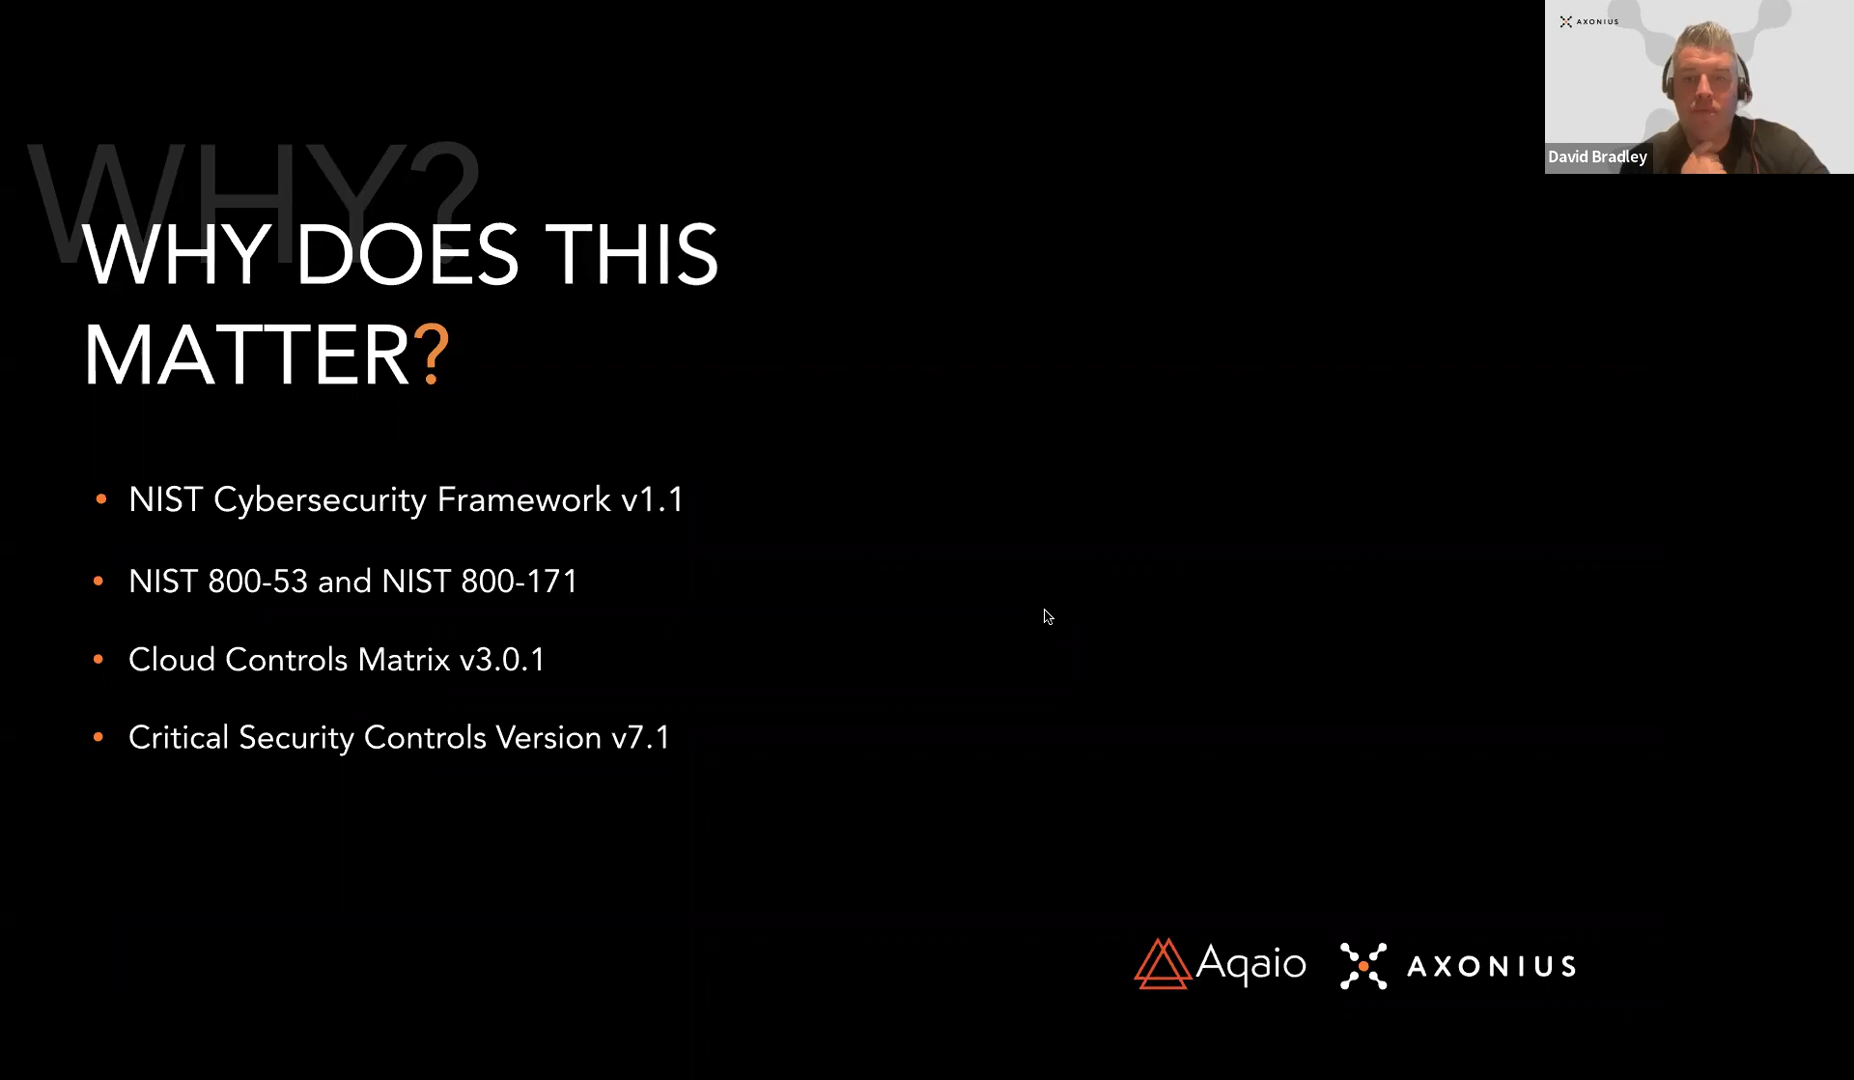 AXONIUS
David Bradley
WHY?
WHY DOES THIS
MATTER?
• NIST Cybersecurity Framework v1.1
• NIST 800-53 and NIST 800-171
• Cloud Controls Matrix v3.0.1
• Critical Security Controls Version v7.1
Aqaio AXONIUS